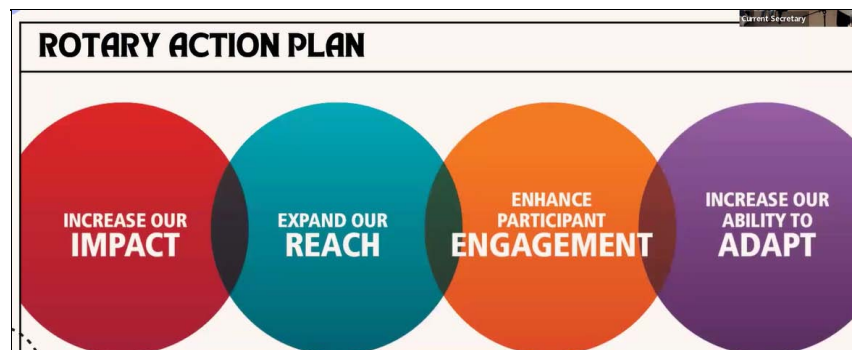 Current Secretary
ROTARY ACTION PLAN
INCREASE OUR
IMPACT
EXPAND OUR
REACH
ENHANCE
PARTICIPANT
ENGAGEMENT
INCREASE OUR
ABILITY TO
ADAPT